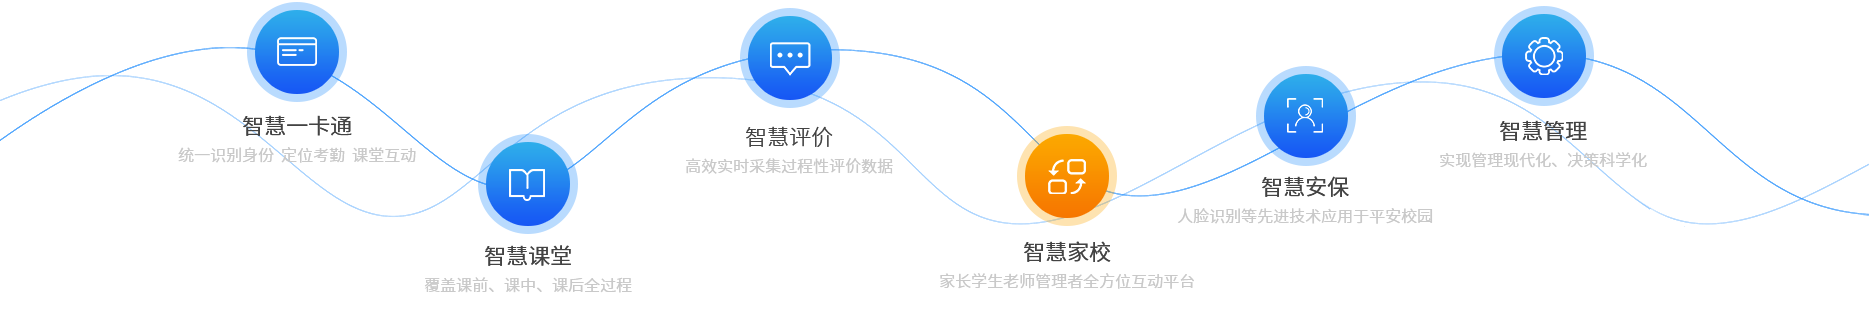 智慧一卡通
统一识别身份 定位考勤 课堂互动
智慧课堂
覆盖课前、课中、课后全过程
智慧评价
高效实时采集过程性评价数据
智慧家校
家长学生老师管理者全方位互动平台
智慧安保
人脸识别等先进技术应用于平安校园
智慧管理
实现管理现代化、决策科学化